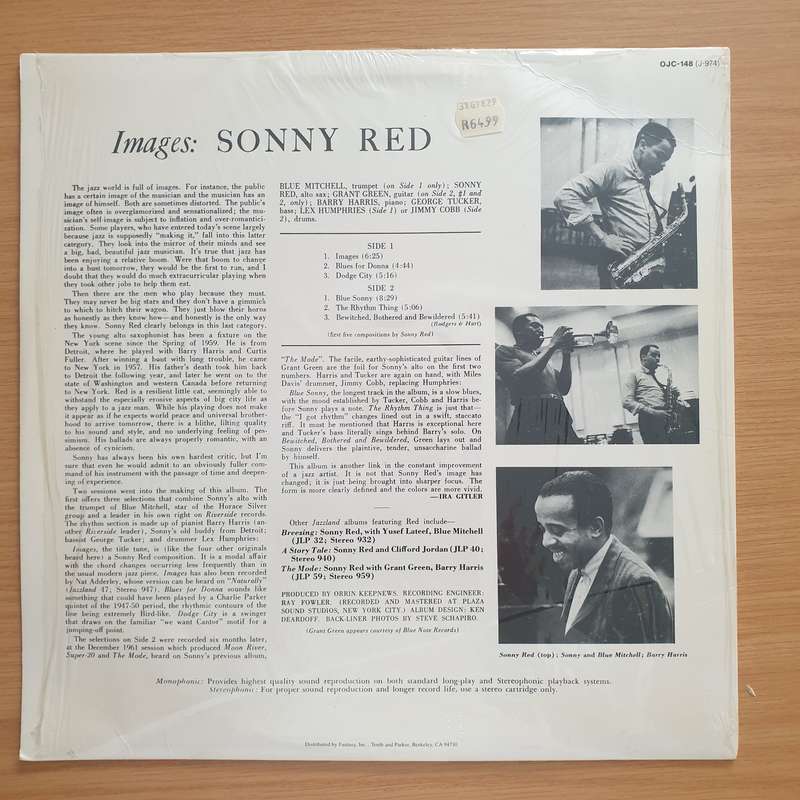 OJC-148 (J-974)
3167829
R6499
Images: SONNY RED
The jazz world is full of images. For instance, the public
has a certain image of the musician and the musician has an
image of himself. Both are sometimes distorted. The public's
image often is overglamorized and sensationalized; the mu-
sician's self-image is subject to inflation and over-romantici-
zation. Some players, who have entered today's scene largely
because jazz is supposedly "making it," fall into this latter
category. They look into the mirror of their minds and see
a big, bad, beautiful jazz musician. It's true that jazz has
been enjoying a relative boom. Were that boom to change
into a bust tomorrow, they would be the first to run, and I
doubt that they would do much extracurricular playing when
they took other jobs to help them eat.
Then there are the men who play because they must.
They may never be big stars and they don't have a gimmick
to which to hitch their wagon. They just blow their horns
as honestly as they know how—and honestly is the only way
they know. Sonny Red clearly belongs in this last category.
The young alto saxophonist has been a fixture on the
New York scene since the Spring of 1959. He is from
Detroit, where he played with Barry Harris and Curtis
Fuller. After winning a bout with lung trouble, he came
to New York in 1957. His father's death took him back
to Detroit the following year, and later he went on to the
state of Washington and western Canada before returning
to New York. Red is a resilient little cat, seemingly able to
withstand the especially erosive aspects of big city life as
they apply to a jazz man. While his playing does not make
it appear as if he expects world peace and universal brother-
hood to arrive tomorrow, there is a blithe, lilting quality
to his sound and style, and no underlying feeling of pes-
simism. His ballads are always properly romantic, with an
absence of cynicism.
Sonny has always been his own hardest critic, but I'm
sure that even he would admit to an obviously fuller com-
mand of his instrument with the passage of time and deepen-
ing of experience.
Two sessions went into the making of this album. The
first offers three selections that combine Sonny's alto with
the trumpet of Blue Mitchell, star of the Horace Silver
group and a leader in his own right on Riverside records.
The rhythm section is made up of pianist Barry Harris (an-
other Riverside leader), Sonny's old buddy from Detroit;
bassist George Tucker; and drummer Lex Humphries:
Images, the title tune, is (like the four other originals
heard here) a Sonny Red composition. It is a modal affair
with the chord changes occurring less frequently than in
the usual modern jazz piece. Images has also been recorded
by Nat Adderley, whose version can be heard on "Naturally"
(Jazzland 47; Stereo 947). Blues for Donna sounds like
something that could have been played by a Charlie Parker
quintet of the 1947-50 period, the rhythmic contours of the
line being extremely Bird-like. Dodge City is a swinger
that draws on the familiar "we want Cantor" motif for a
jumping-off point.
The selections on Side 2 were recorded six months later,
at the December 1961 session which produced Moon River,
Super-20 and The Mode, heard on Sonny's previous album,
BLUE MITCHELL, trumpet (on Side 1 only); SONNY
RED, alto sax; GRANT GREEN, guitar (on Side 2, #1 and
2, only); BARRY HARRIS, piano; GEORGE TUCKER,
bass; LEX HUMPHRIES (Side 1) or JIMMY COBB (Side
2), drums.
SIDE 1
1. Images (6:25)
2. Blues for Donna (4:44)
3. Dodge City (5:16)
SIDE 2
1. Blue Sonny (8:29)
2. The Rhythm Thing (5:06)
3. Bewitched, Bothered and Bewildered (5:41)
(Rodgers & Hart)
(first five compositions by Sonny Red)
"The Mode". The facile, earthy-sophisticated guitar lines of
Grant Green are the foil for Sonny's alto on the first two
numbers. Harris and Tucker are again on hand, with Miles
Davis' drummer, Jimmy Cobb, replacing Humphries:
Blue Sonny, the longest track in the album, is a slow blues,
with the mood established by Tucker, Cobb and Harris be-
fore Sonny plays a note. The Rhythm Thing is just that—
the "I got rhythm" changes lined out in a swift, staccato
riff. It must be mentioned that Harris is exceptional here
and Tucker's bass literally sings behind Barry's solo. On
Bewitched, Bothered and Bewildered, Green lays out and
Sonny delivers the plaintive, tender, unsaccharine ballad
by himself.
This album is another link in the constant improvement
of a jazz artist. It is not that Sonny Red's image has
changed; it is just being brought into sharper focus. The
form is more clearly defined and the colors are more vivid.
—IRA GITLER
Other Jazzland albums featuring Red include—
Breezing: Sonny Red, with Yusef Lateef, Blue Mitchell
(JLP 32; Stereo 932)
A Story Tale: Sonny Red and Clifford Jordan (JLP 40;
Stereo 940)
The Mode: Sonny Red with Grant Green, Barry Harris
(JLP 59; Stereo 959)
PRODUCED BY ORRIN KEEPNEWS. RECORDING ENGINEER:
RAY FOWLER. (RECORDED AND MASTERED AT PLAZA
SOUND STUDIOS, NEW YORK CITY.) ALBUM DESIGN: KEN
DEARDOFF. BACK-LINER PHOTOS BY STEVE SCHAPIRO.
(Grant Green appears courtesy of Blue Note Records)
Sonny Red (top); Sonny and Blue Mitchell; Barry Harris
Monophonic: Provides highest quality sound reproduction on both standard long-play and Stereophonic playback systems.
Stereophonic: For proper sound reproduction and longer record life, use a stereo cartridge only.
Distributed by Fantasy, Inc., Tenth and Parker, Berkeley, CA 94710